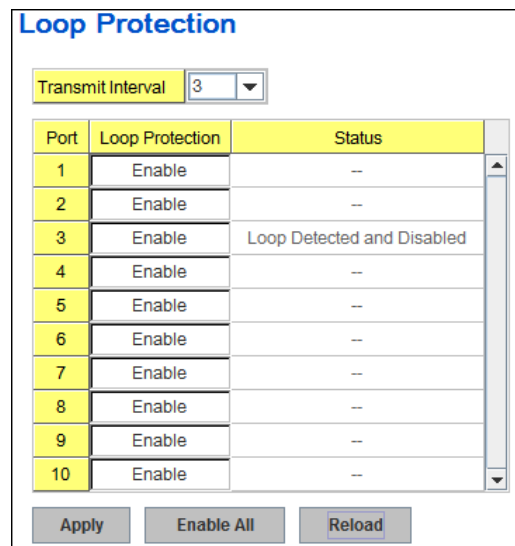 Loop Protection
Transmit Interval 3
Port Loop Protection Status
1 Enable --
2 Enable --
3 Enable Loop Detected and Disabled
4 Enable --
5 Enable --
6 Enable --
7 Enable --
8 Enable --
9 Enable --
10 Enable --
Apply Enable All Reload